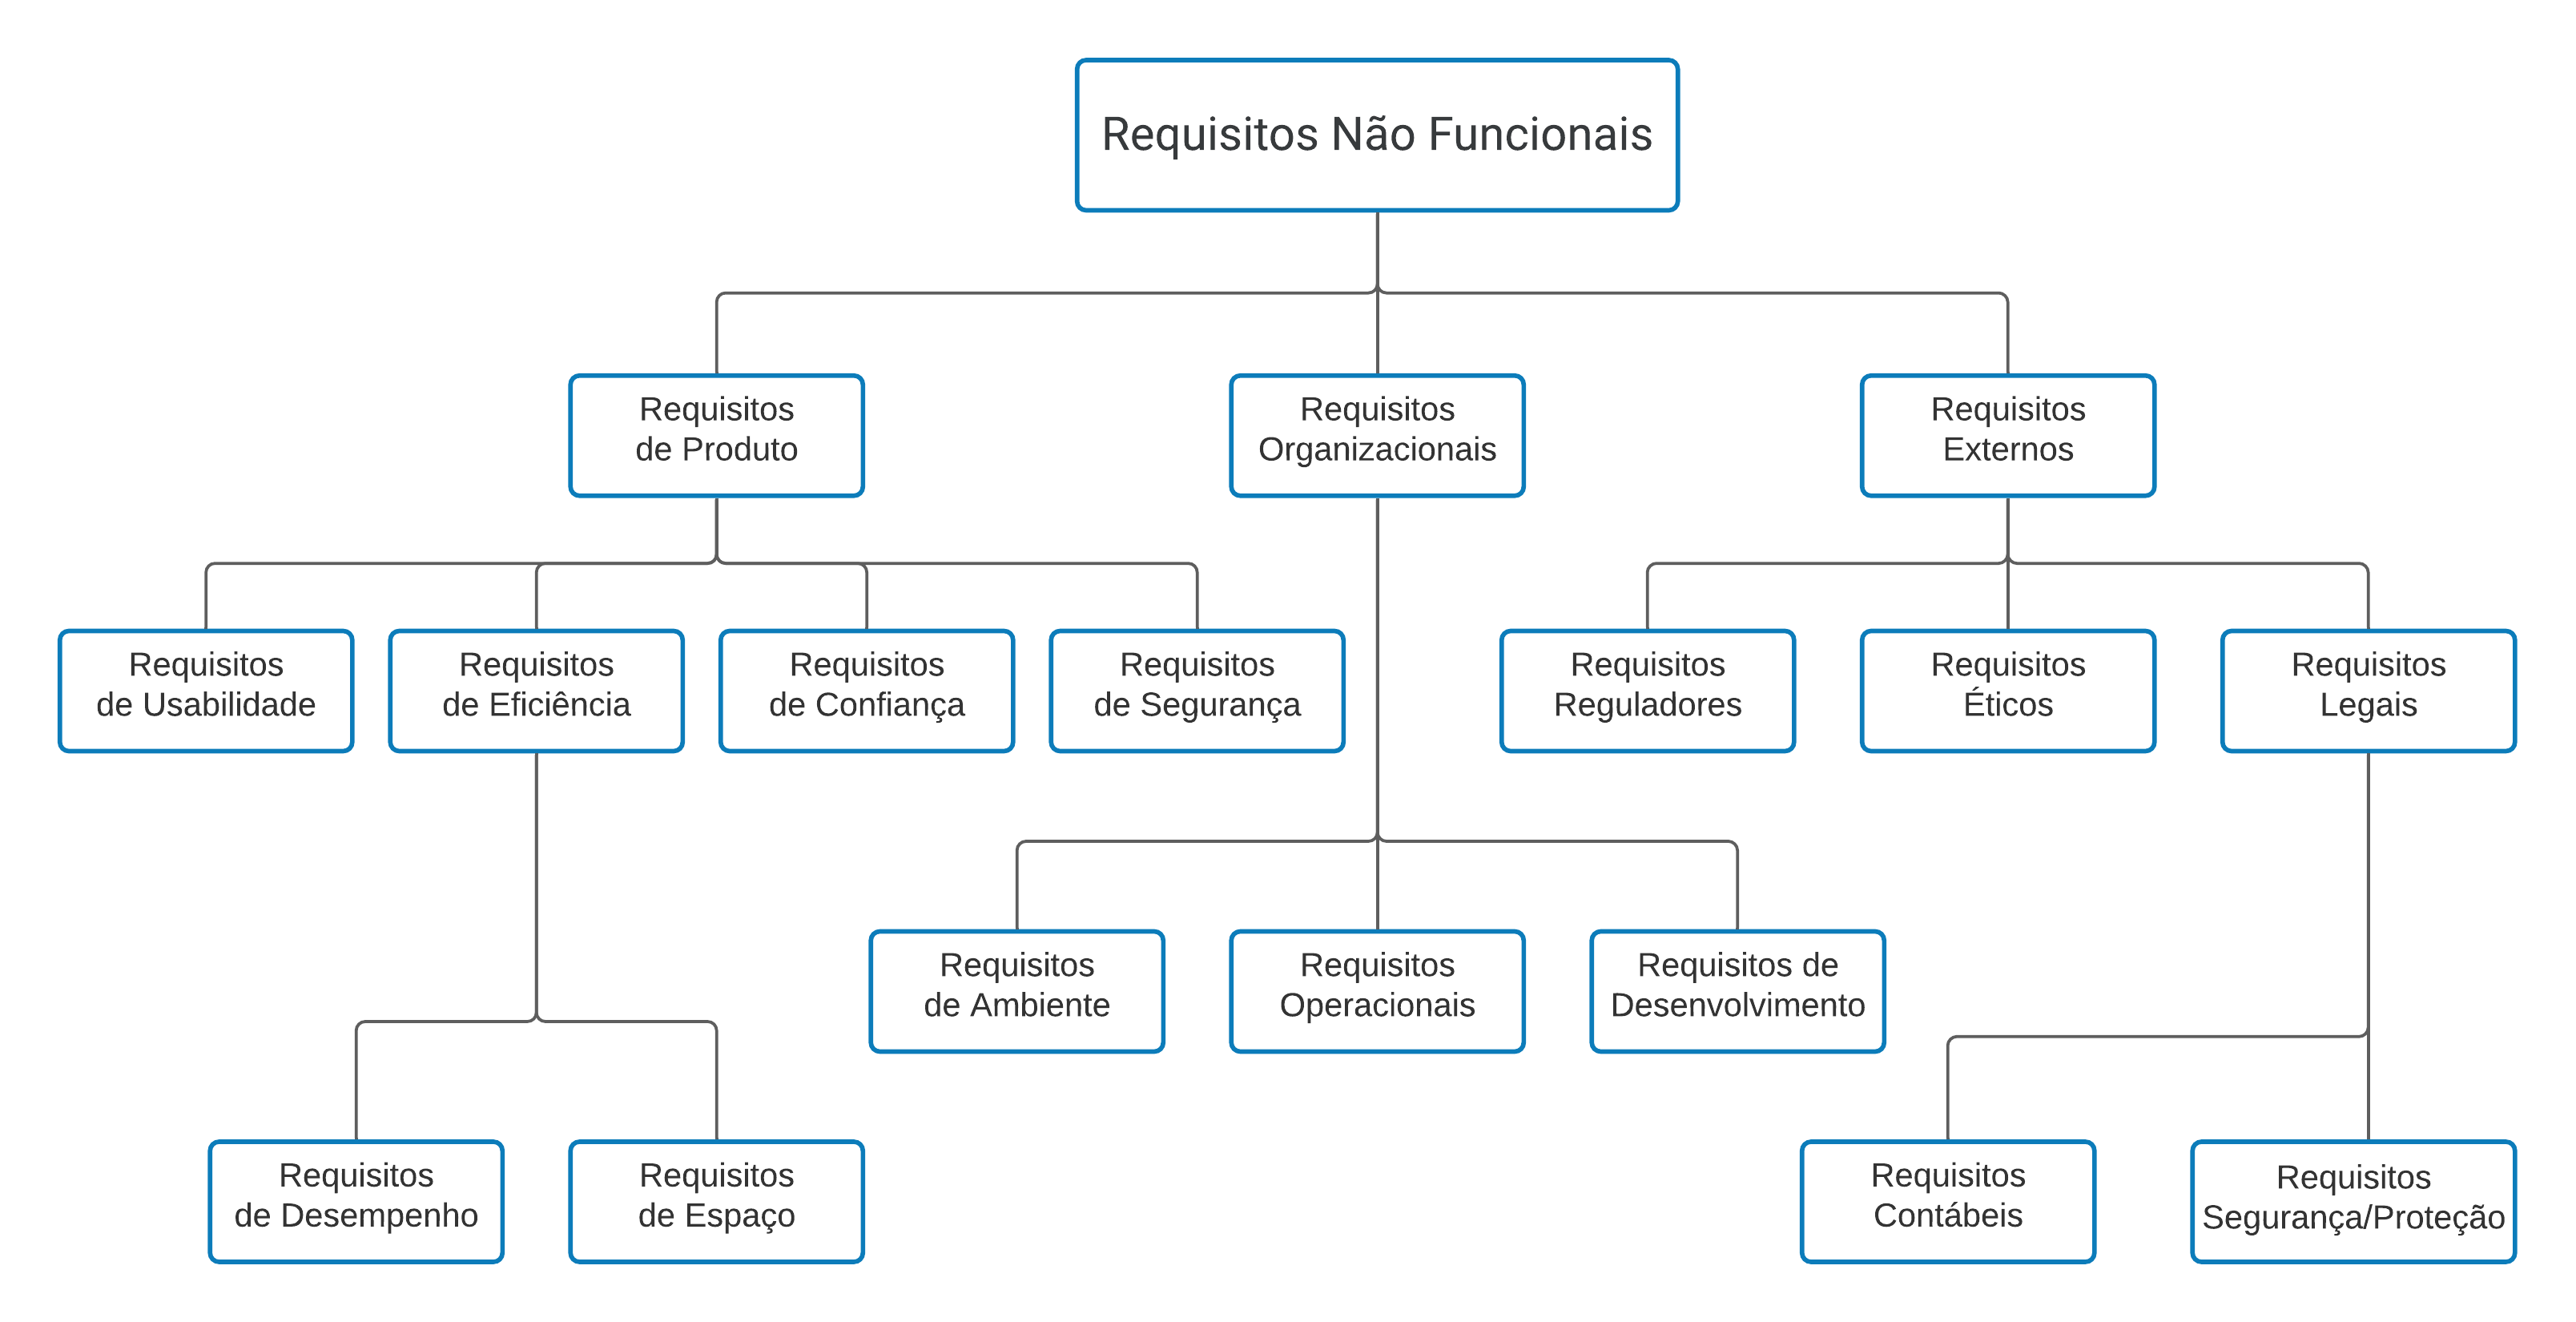 Requisitos Não Funcionais
Requisitos
de Produto
Requisitos
Organizacionais
Requisitos
Externos
Requisitos
de Usabilidade
Requisitos
de Eficiência
Requisitos
de Confiança
Requisitos
de Segurança
Requisitos
Reguladores
Requisitos
Éticos
Requisitos
Legais
Requisitos
de Ambiente
Requisitos
Operacionais
Requisitos de
Desenvolvimento
Requisitos
de Desempenho
Requisitos
de Espaço
Requisitos
Contábeis
Requisitos
Segurança/Proteção